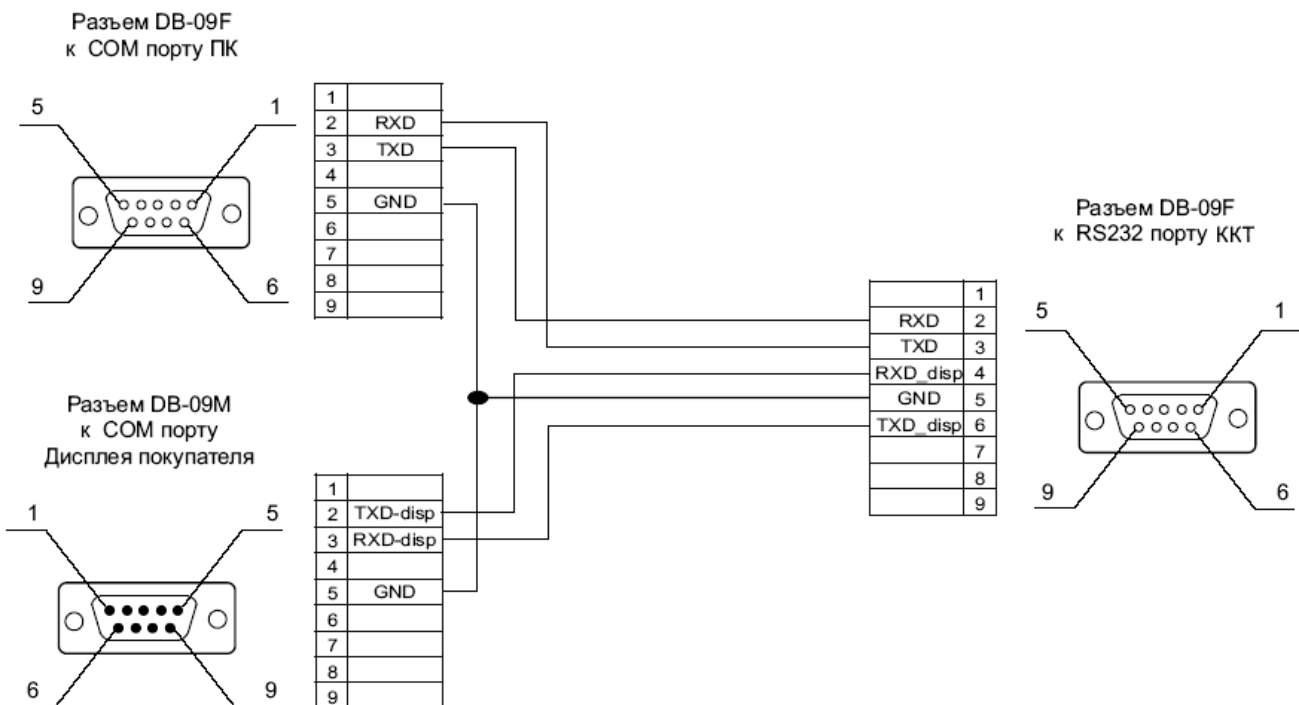 Разъем DB-09F
к COM порту ПК
5
1
9
6
1
2 RXD
3 TXD
4
5 GND
6
7
8
9
Разъем DB-09M
к COM порту
Дисплея покупателя
1
5
6
9
1
2 TXD-disp
3 RXD-disp
4
5 GND
6
7
8
9
1
RXD 2
TXD 3
RXD_disp 4
GND 5
TXD_disp 6
7
8
9
Разъем DB-09F
к RS232 порту ККТ
5
1
9
6